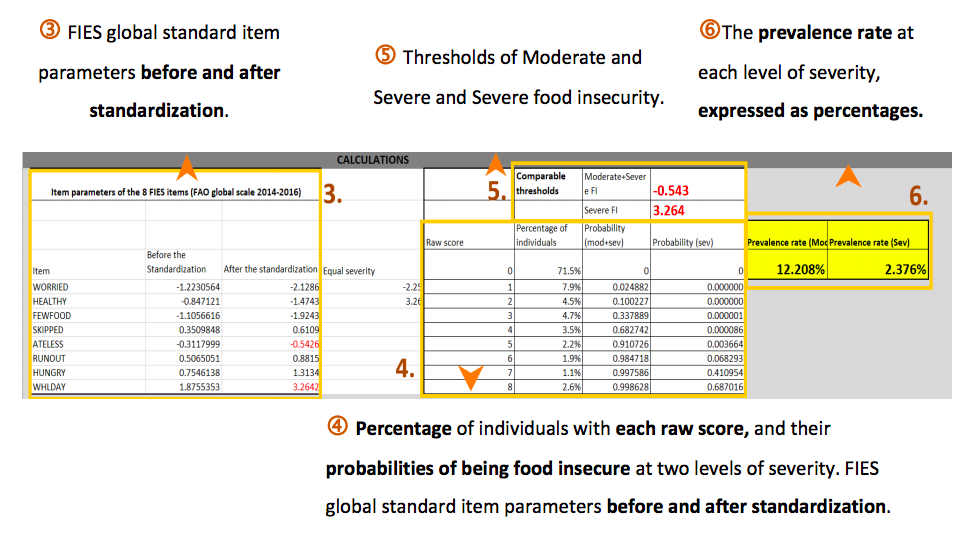 ③ FIES global standard item
parameters before and after
standardization.
⑤ Thresholds of Moderate and
Severe and Severe food insecurity.
⑥The prevalence rate at
each level of severity,
expressed as percentages.
CALCULATIONS
Item parameters of the 8 FIES items (FAO global scale 2014-2016)
3.
Item Before the Standardization After the standardization Equal severity
WORRIED -1.2230564 -2.1286 -2.25
HEALTHY -0.847121 -1.4743 3.26
FEWFOOD -1.1056616 -1.9243
SKIPPED 0.3509848 0.6109
ATELESS -0.3117999 -0.5426
RUNOUT 0.5065051 0.8815
HUNGRY 0.7546138 1.3134
WHLDAY 1.8755353 3.2642
5.
Comparable thresholds Moderate+Severe FI -0.543
Severe FI 3.264
4.
Raw score Percentage of individuals Probability (mod+sev) Probability (sev)
0 71.5% 0 0
1 7.9% 0.024882 0.000000
2 4.5% 0.100227 0.000000
3 4.7% 0.337889 0.000001
4 3.5% 0.682742 0.000086
5 2.2% 0.910726 0.003664
6 1.9% 0.984718 0.068293
7 1.1% 0.997586 0.410954
8 2.6% 0.998628 0.687016
6.
Prevalence rate (Mod Prevalence rate (Sev)
12.208% 2.376%
④ Percentage of individuals with each raw score, and their
probabilities of being food insecure at two levels of severity. FIES
global standard item parameters before and after standardization.